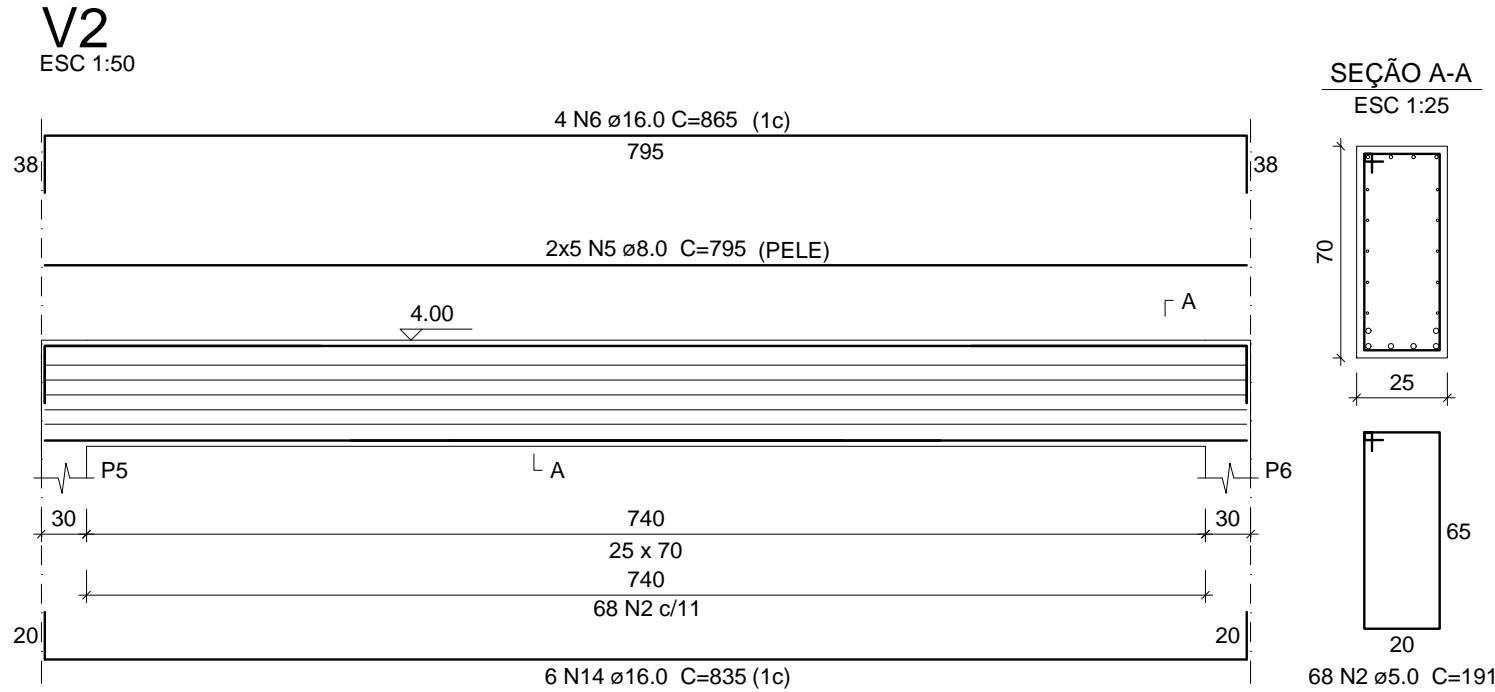 V2
ESC 1:50
4 N6 ø16.0 C=865 (1c)
795
38
38
2x5 N5 ø8.0 C=795 (PELE)
4.00
A
P5
A
P6
30
740
30
25 x 70
740
68 N2 c/11
20
20
6 N14 ø16.0 C=835 (1c)
SEÇÃO A-A
ESC 1:25
70
25
65
20
68 N2 ø5.0 C=191